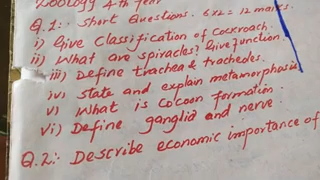 Zoology 4th Year
Q.1:- Short Questions. 6x2=12 marks.
i) Give Classification of Cockroach.
ii) What are spiracles? Give function.
iii) Define trachea & tracheoles.
iv) State and explain metamorphosis
v) What is Cocoon formation.
vi) Define ganglia and nerve.
Q.2:- Describe economic importance of